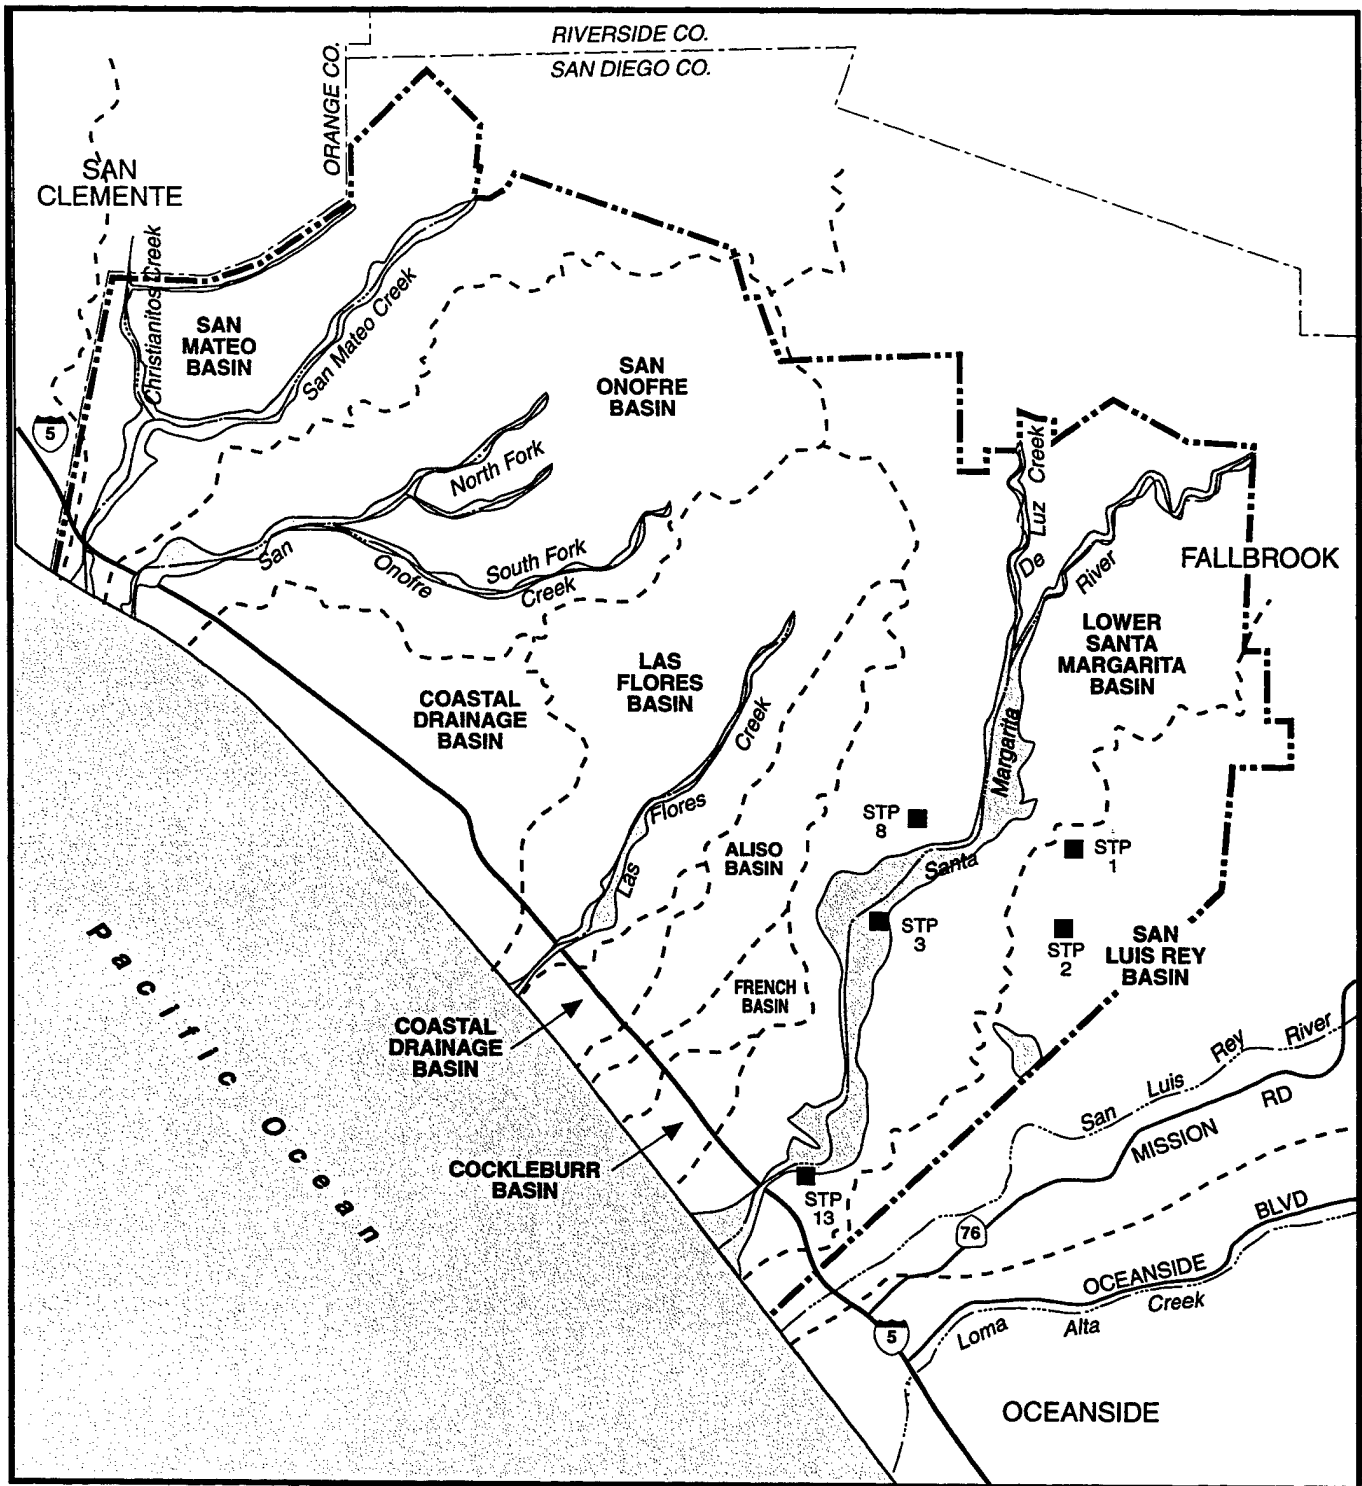 RIVERSIDE CO.
SAN DIEGO CO.
ORANGE CO.
SAN
CLEMENTE
Christianitos Creek
SAN
MATEO
BASIN
San Mateo Creek
SAN
ONOFRE
BASIN
5
North Fork
San
Onofre
Creek
South Fork
De
Luz
Creek
River
FALLBROOK
LOWER
SANTA
MARGARITA
BASIN
LAS
FLORES
BASIN
COASTAL
DRAINAGE
BASIN
Las
Flores
Creek
Santa
Margarita
STP
8
STP
1
ALISO
BASIN
STP
3
STP
2
SAN
LUIS REY
BASIN
FRENCH
BASIN
Pacific Ocean
COASTAL
DRAINAGE
BASIN
COCKLEBURR
BASIN
STP
13
San
Luis
Rey
River
MISSION
RD
76
OCEANSIDE
BLVD
Loma
Alta
Creek
5
OCEANSIDE